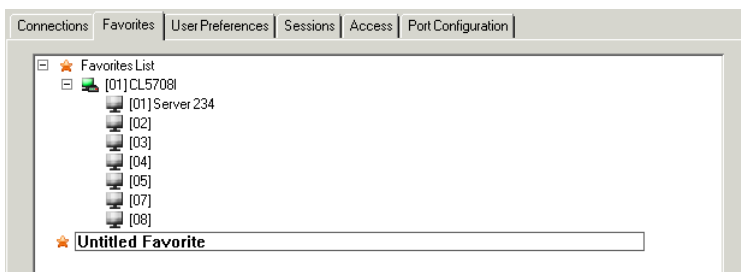 Connections Favorites User Preferences Sessions Access Port Configuration
Favorites List
[01]CL5708I
[01]Server 234
[02]
[03]
[04]
[05]
[07]
[08]
Untitled Favorite